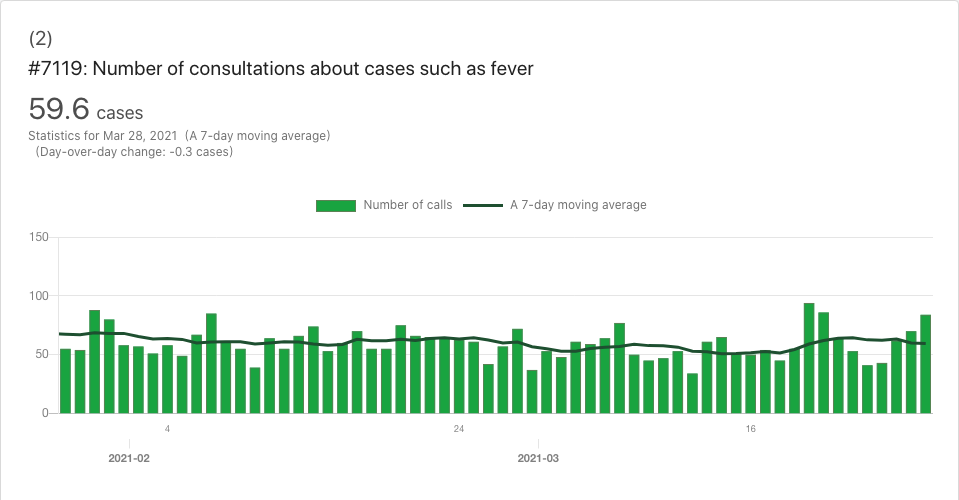 (2)
#7119: Number of consultations about cases such as fever
59.6 cases
Statistics for Mar 28, 2021 (A 7-day moving average)
(Day-over-day change: -0.3 cases)
Number of calls A 7-day moving average
150
100
50
0
4 24 16
2021-02 2021-03